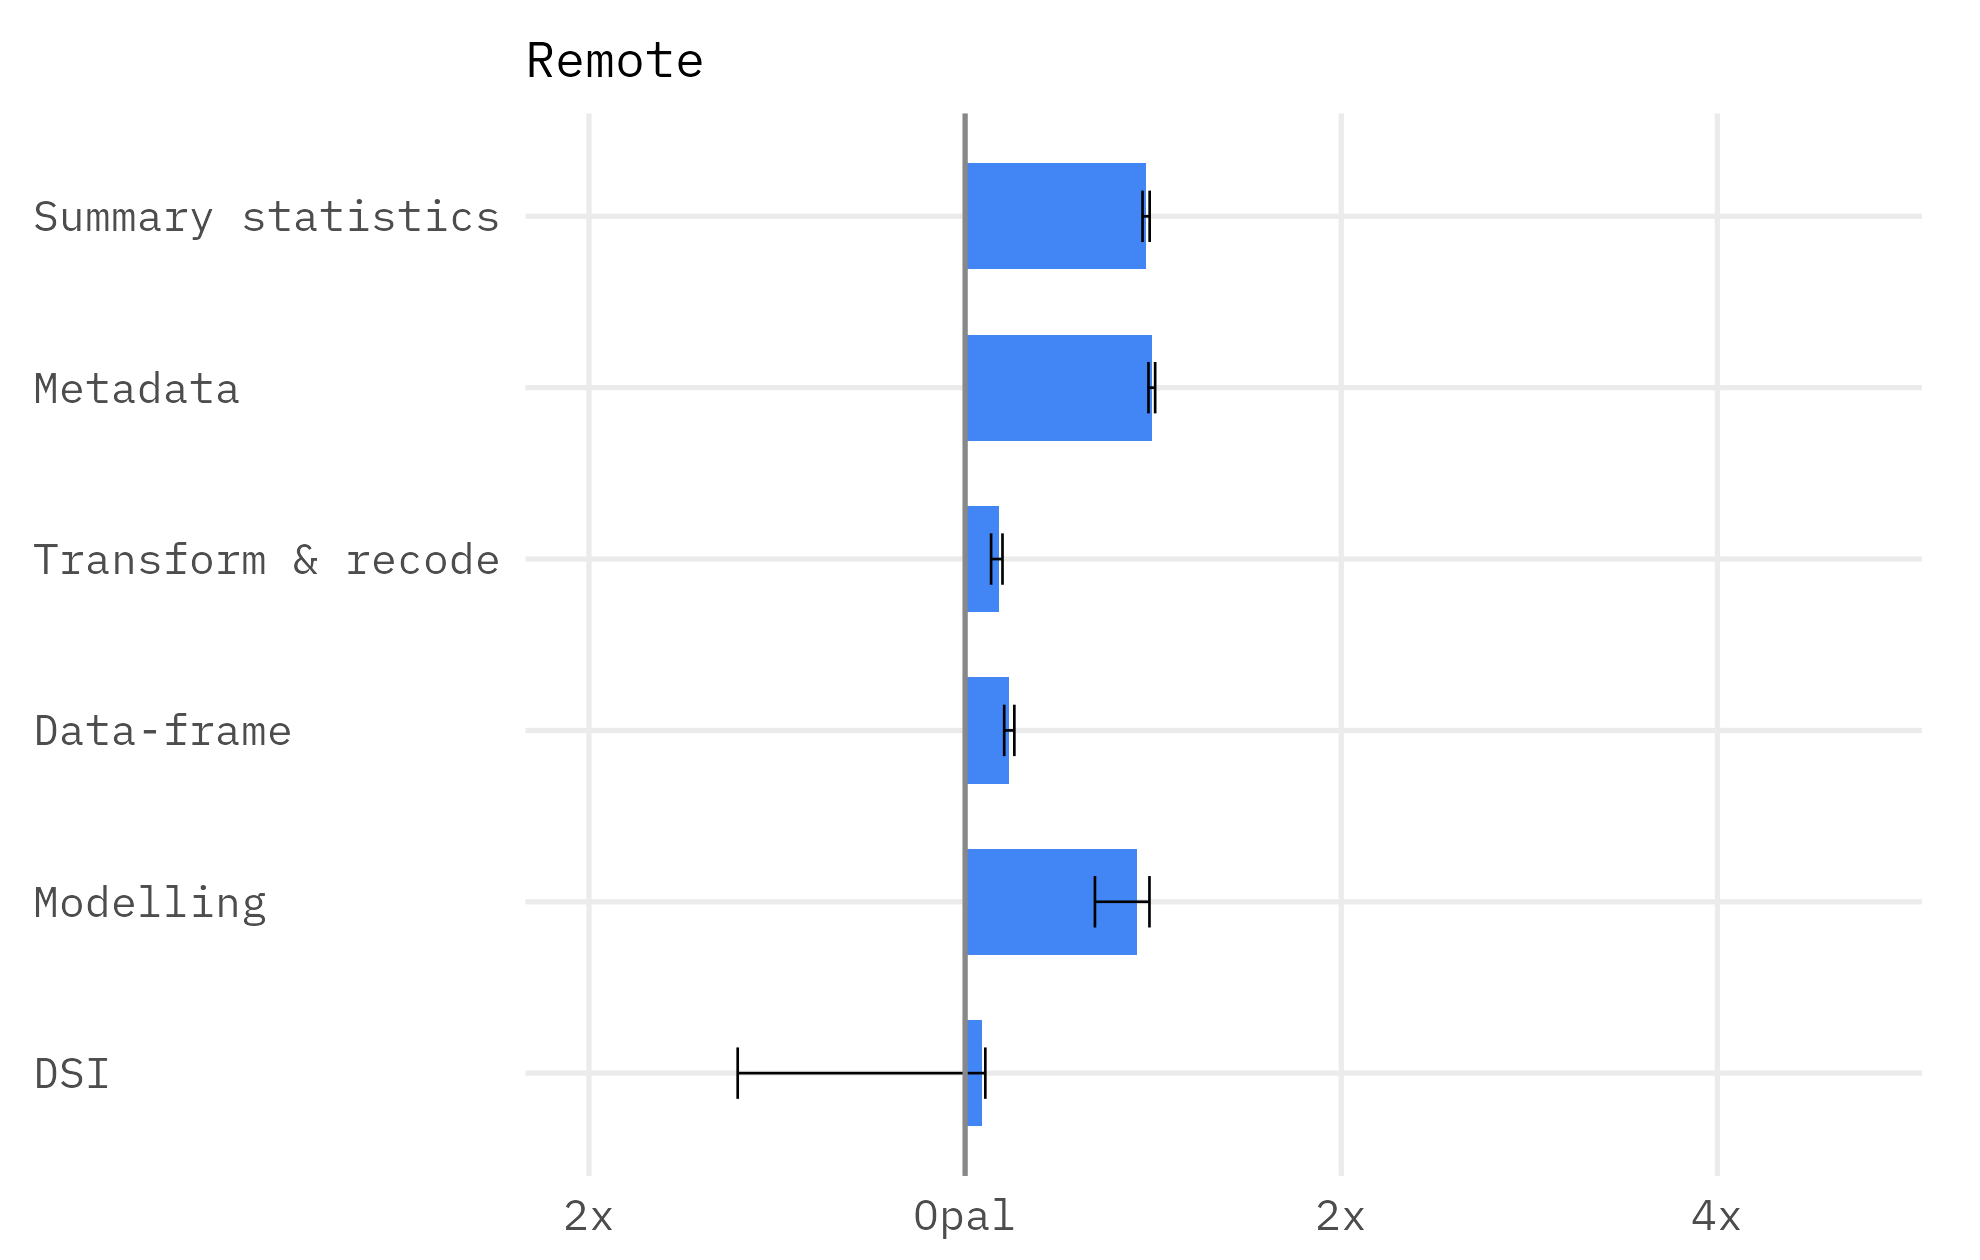 Remote
Summary statistics
Metadata
Transform & recode
Data-frame
Modelling
DSI
2x Opal 2x 4x